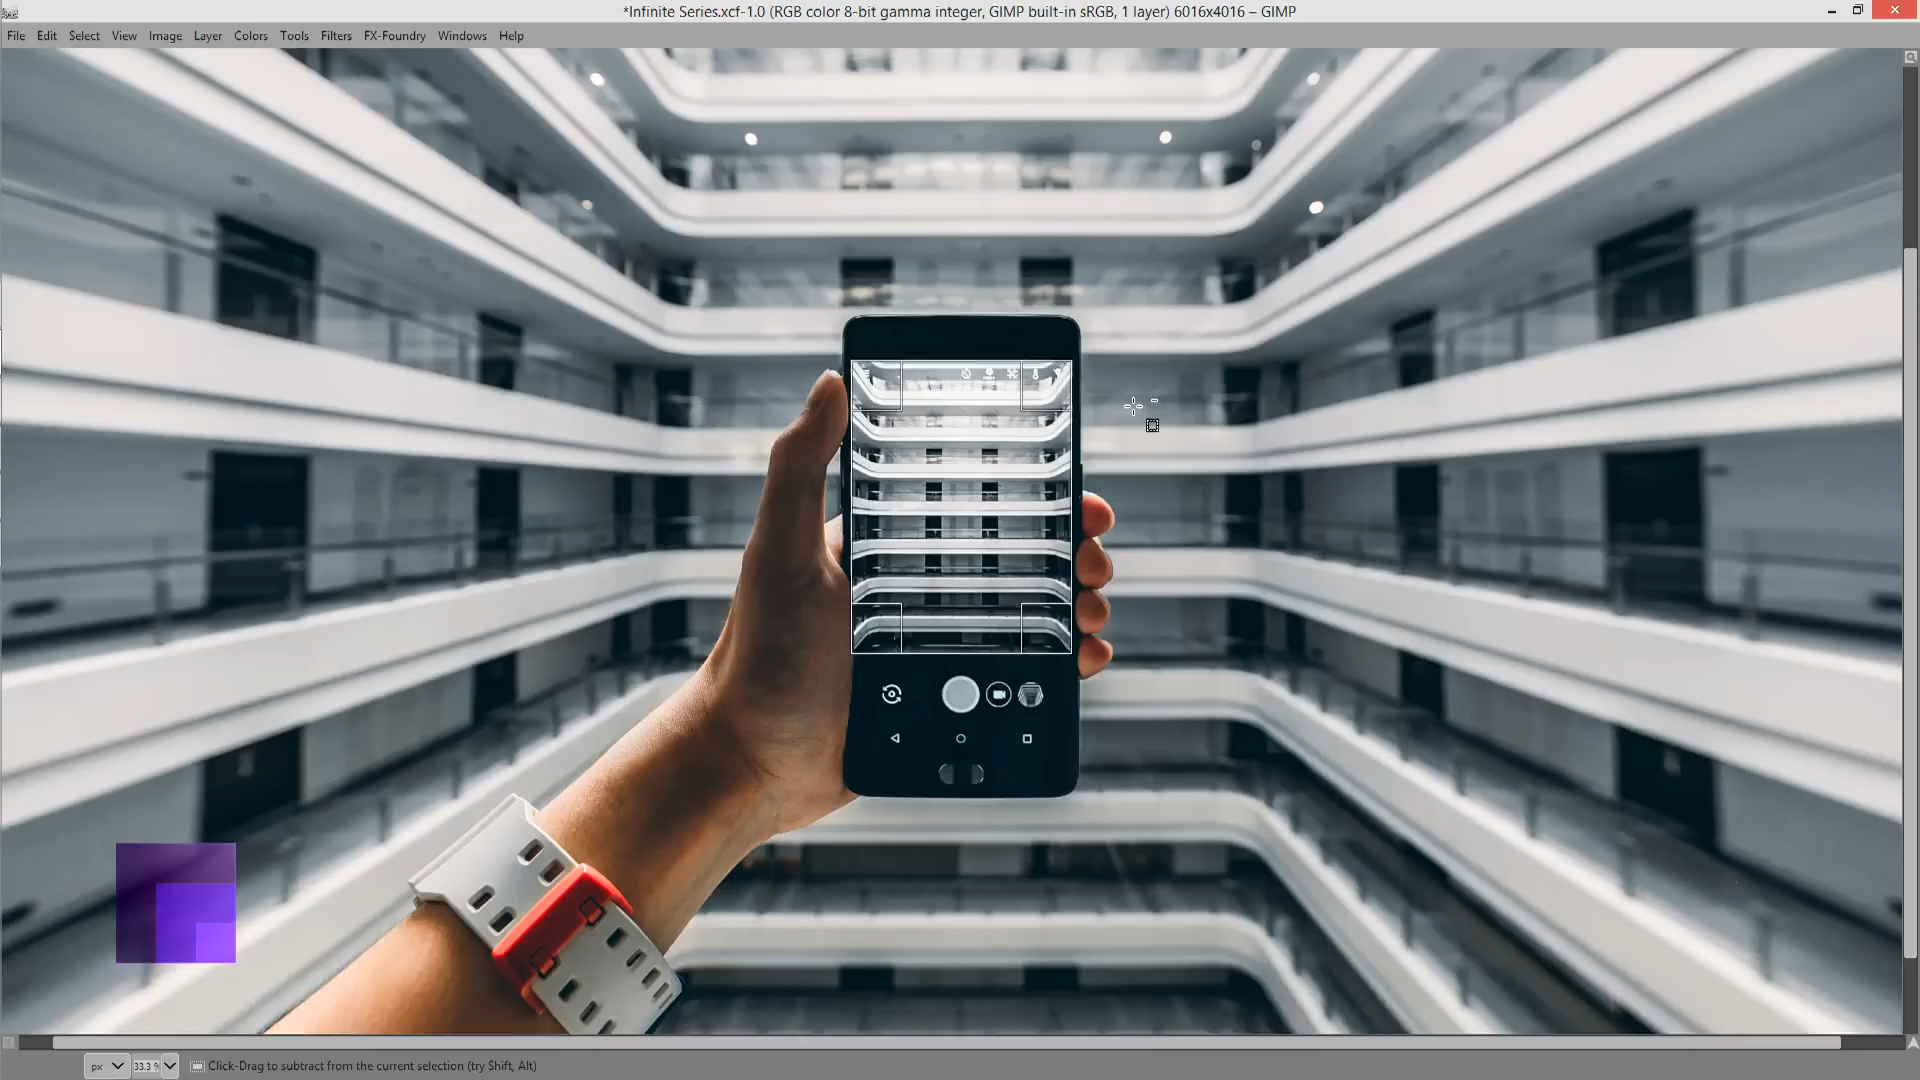 *Infinite Series.xcf-1.0 (RGB color 8-bit gamma integer, GIMP built-in sRGB, 1 layer) 6016x4016 – GIMP
File Edit Select View Image Layer Colors Tools Filters FX-Foundry Windows Help
px 33.3 % Click-Drag to subtract from the current selection (try Shift, Alt)